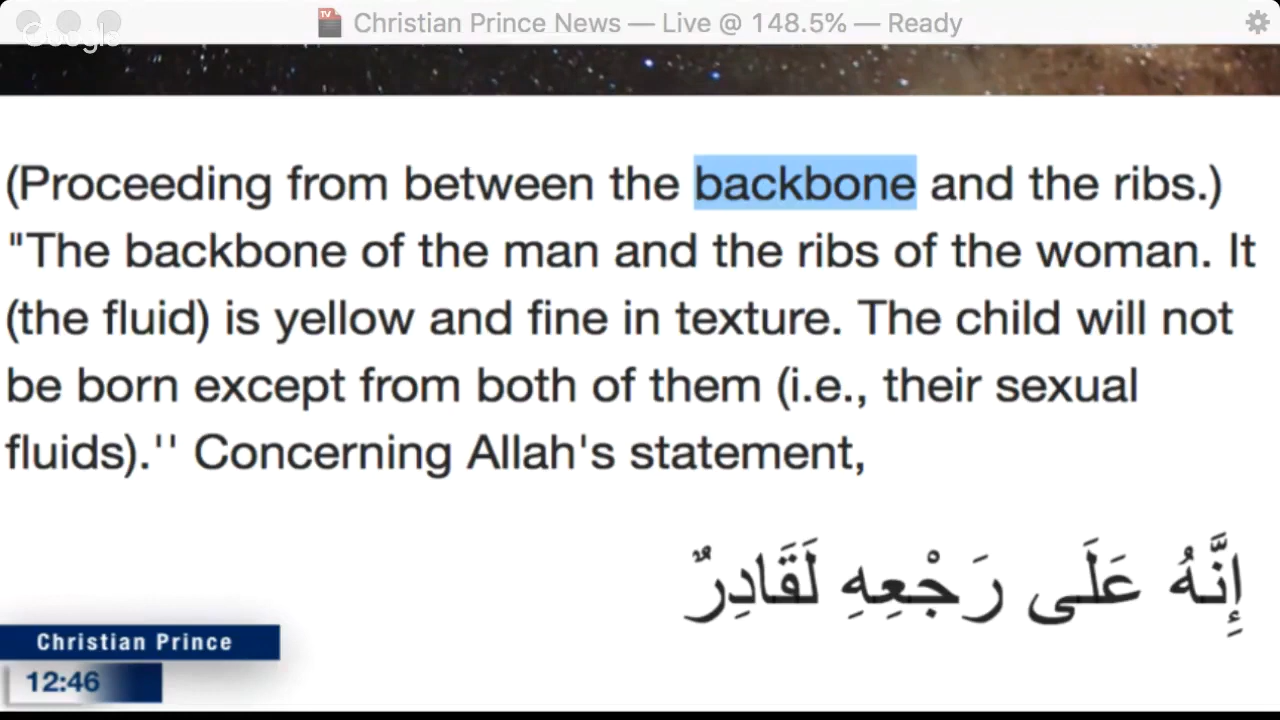 Christian Prince News — Live @ 148.5% — Ready
Google
(Proceeding from between the backbone and the ribs.)
"The backbone of the man and the ribs of the woman. It
(the fluid) is yellow and fine in texture. The child will not
be born except from both of them (i.e., their sexual
fluids).'' Concerning Allah's statement,
إِنَّهُ عَلَى رَجْعِهِ لَقَادِرٌ
Christian Prince
12:46